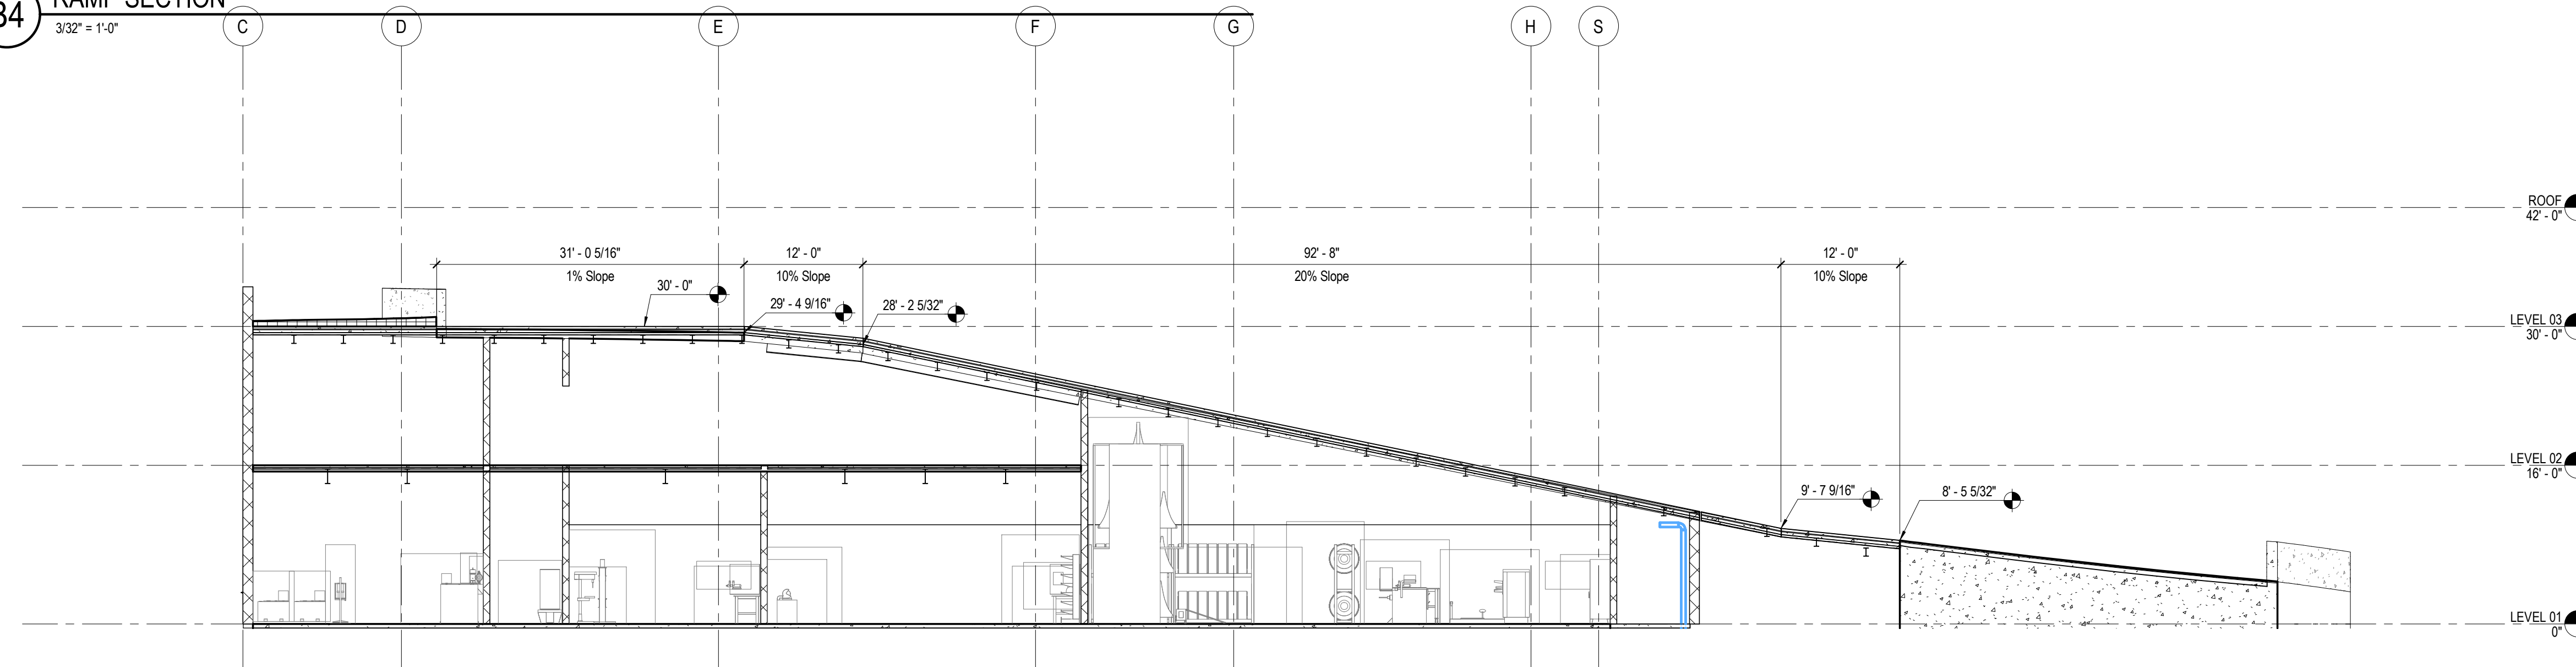 RAMP SECTION
3/32" = 1'-0"
C D E F G H S
ROOF
42' - 0"
31' - 0 5/16" 12' - 0" 92' - 8" 12' - 0"
1% Slope 10% Slope 20% Slope 10% Slope
30' - 0"
29' - 4 9/16" 28' - 2 5/32"
LEVEL 03
30' - 0"
LEVEL 02
16' - 0"
9' - 7 9/16" 8' - 5 5/32"
LEVEL 01
0"